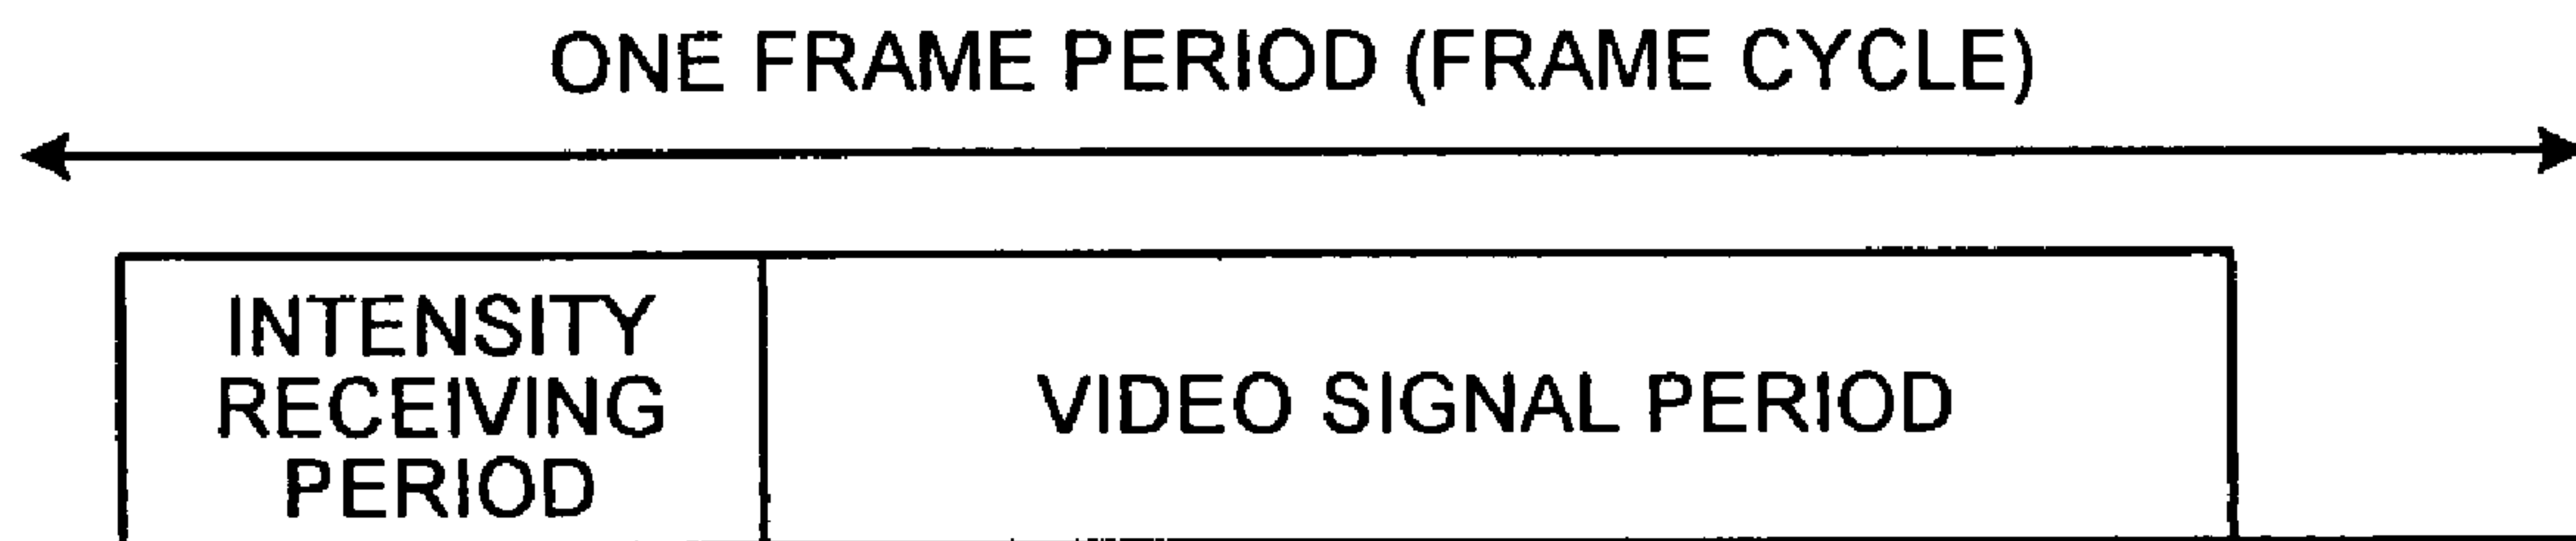 ONE FRAME PERIOD (FRAME CYCLE)
INTENSITY
RECEIVING
PERIOD
VIDEO SIGNAL PERIOD